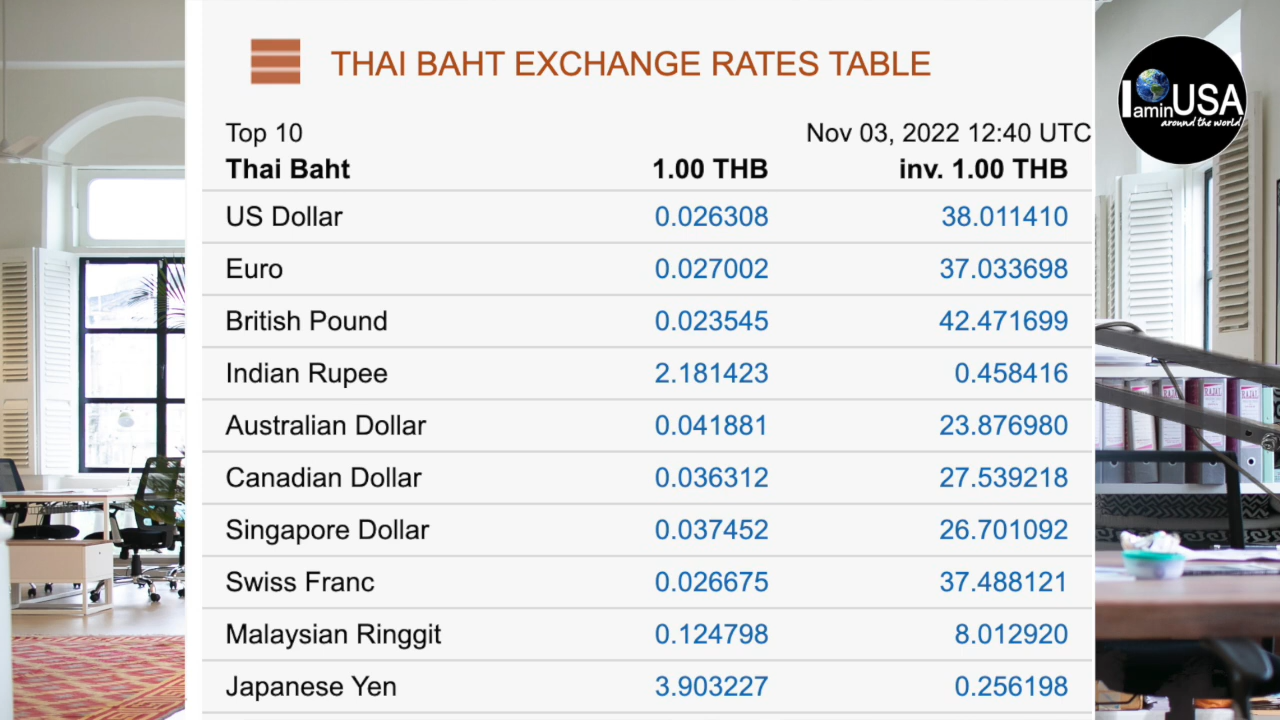 THAI BAHT EXCHANGE RATES TABLE
Top 10 Nov 03, 2022 12:40 UTC
Thai Baht 1.00 THB inv. 1.00 THB
US Dollar 0.026308 38.011410
Euro 0.027002 37.033698
British Pound 0.023545 42.471699
Indian Rupee 2.181423 0.458416
Australian Dollar 0.041881 23.876980
Canadian Dollar 0.036312 27.539218
Singapore Dollar 0.037452 26.701092
Swiss Franc 0.026675 37.488121
Malaysian Ringgit 0.124798 8.012920
Japanese Yen 3.903227 0.256198
I amin USA
around the world